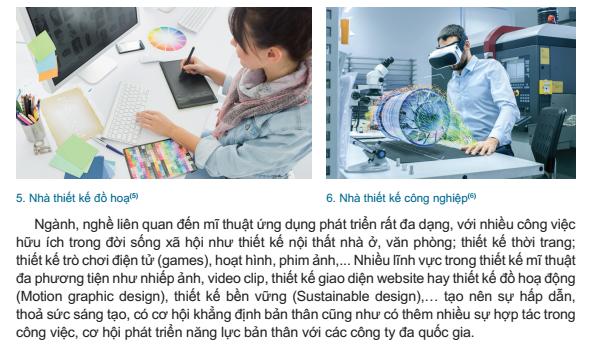 5. Nhà thiết kế đồ hoạ(5)
6. Nhà thiết kế công nghiệp(6)
Ngành, nghề liên quan đến mĩ thuật ứng dụng phát triển rất đa dạng, với nhiều công việc
hữu ích trong đời sống xã hội như thiết kế nội thất nhà ở, văn phòng; thiết kế thời trang;
thiết kế trò chơi điện tử (games), hoạt hình, phim ảnh,... Nhiều lĩnh vực trong thiết kế mĩ thuật
đa phương tiện như nhiếp ảnh, video clip, thiết kế giao diện website hay thiết kế đồ hoạ động
(Motion graphic design), thiết kế bền vững (Sustainable design),... tạo nên sự hấp dẫn,
thoả sức sáng tạo, có cơ hội khẳng định bản thân cũng như có thêm nhiều sự hợp tác trong
công việc, cơ hội phát triển năng lực bản thân với các công ty đa quốc gia.